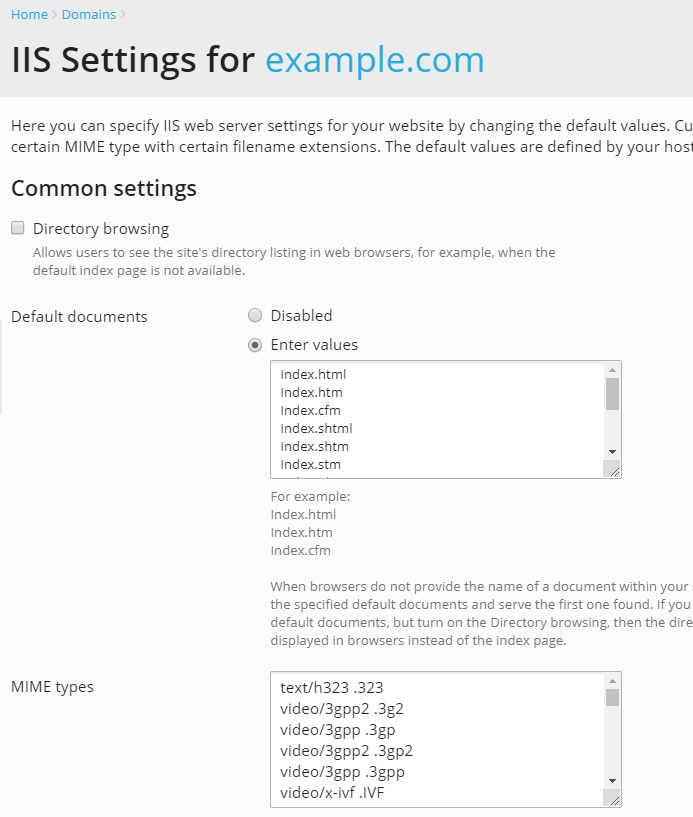 Home > Domains >
IIS Settings for example.com
Here you can specify IIS web server settings for your website by changing the default values. Cu
certain MIME type with certain filename extensions. The default values are defined by your host
Common settings
Directory browsing
Allows users to see the site's directory listing in web browsers, for example, when the
default index page is not available.
Default documents
Disabled
Enter values
Index.html
Index.htm
Index.cfm
Index.shtml
Index.shtm
Index.stm
For example:
Index.html
Index.htm
Index.cfm
When browsers do not provide the name of a document within your
the specified default documents and serve the first one found. If you
default documents, but turn on the Directory browsing, then the dire
displayed in browsers instead of the index page.
MIME types
text/h323 .323
video/3gpp2 .3g2
video/3gpp .3gp
video/3gpp2 .3gp2
video/3gpp .3gpp
video/x-ivf .IVF